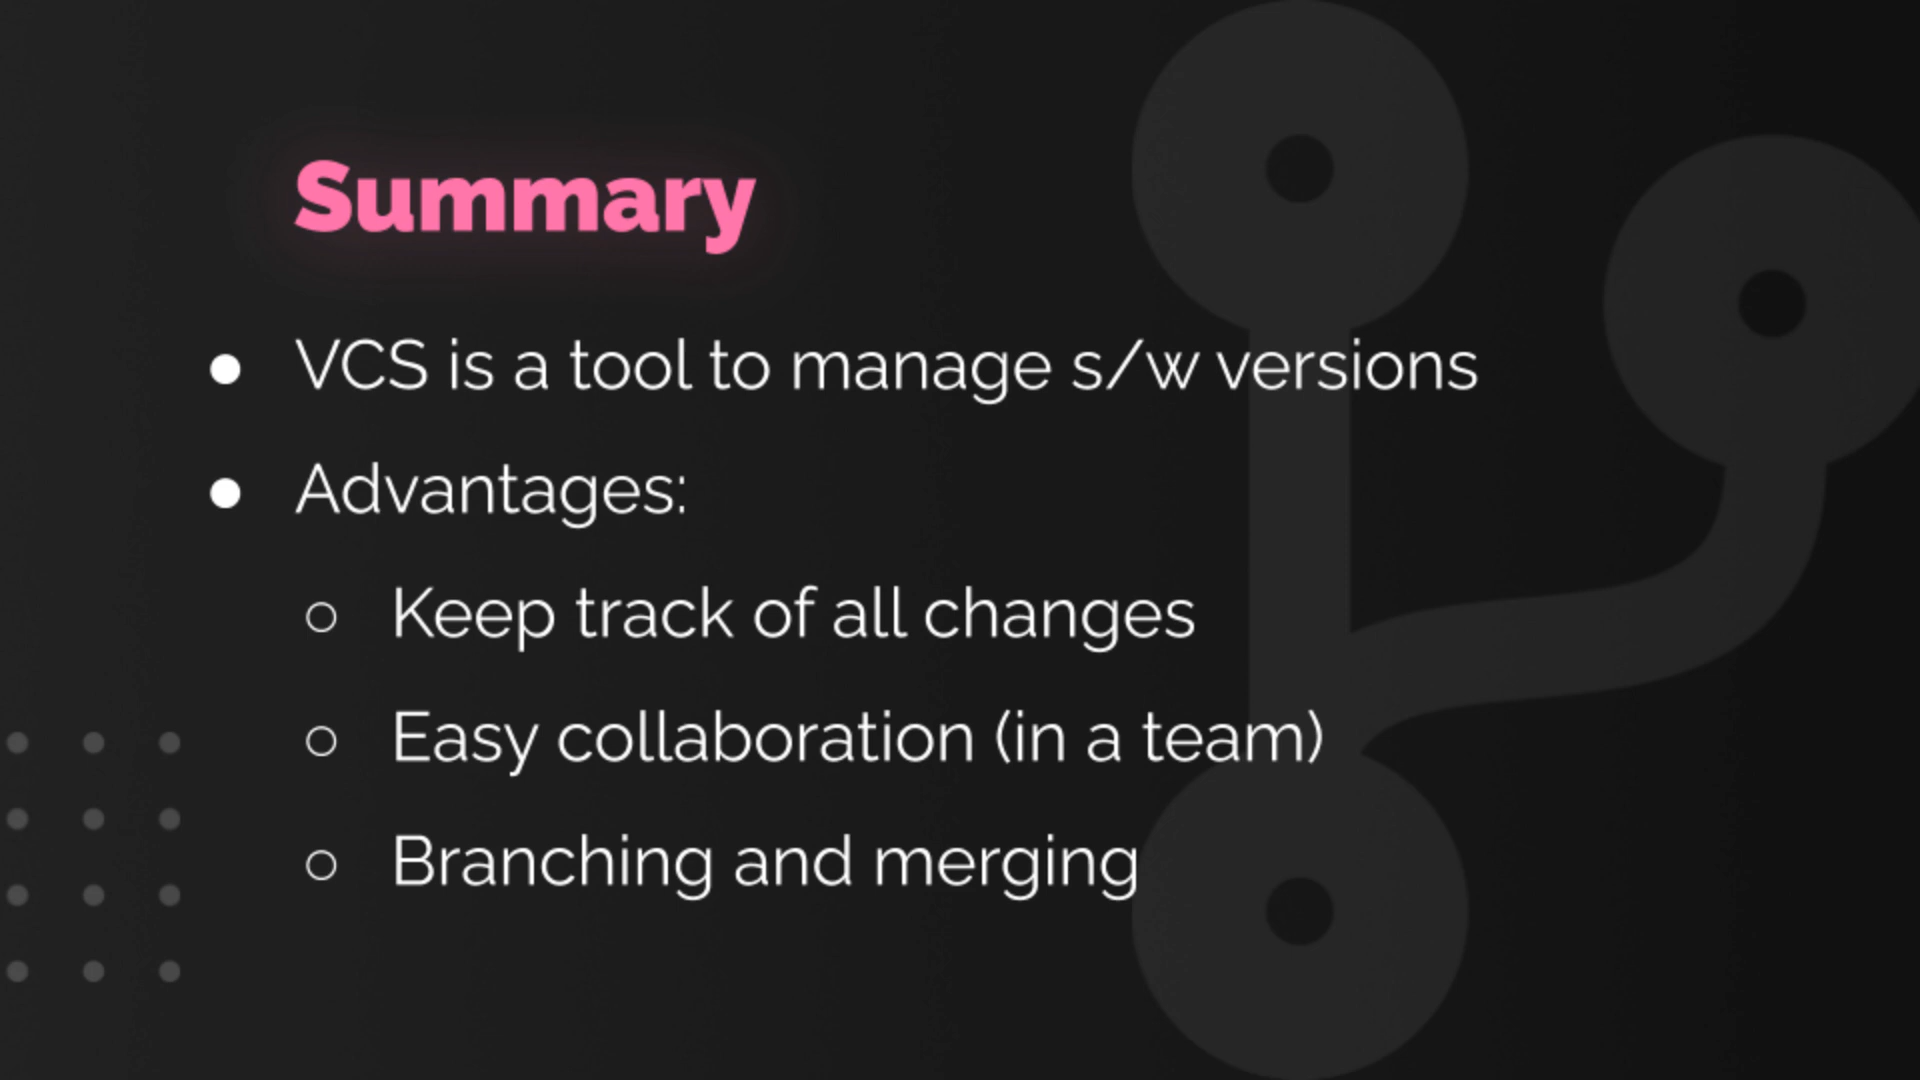 Summary
● VCS is a tool to manage s/w versions
● Advantages:
○ Keep track of all changes
○ Easy collaboration (in a team)
○ Branching and merging